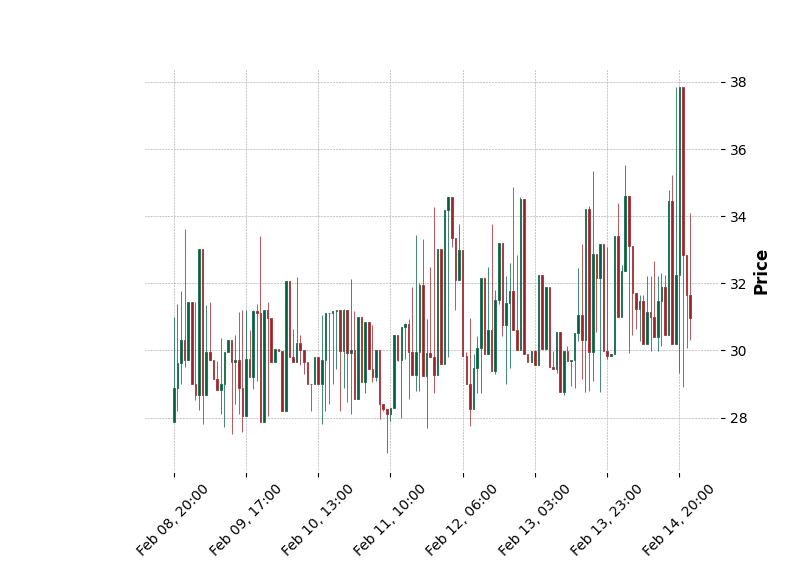 38
36
34
32
30
28
Price
Feb 08, 20:00
Feb 09, 17:00
Feb 10, 13:00
Feb 11, 10:00
Feb 12, 06:00
Feb 13, 03:00
Feb 13, 23:00
Feb 14, 20:00